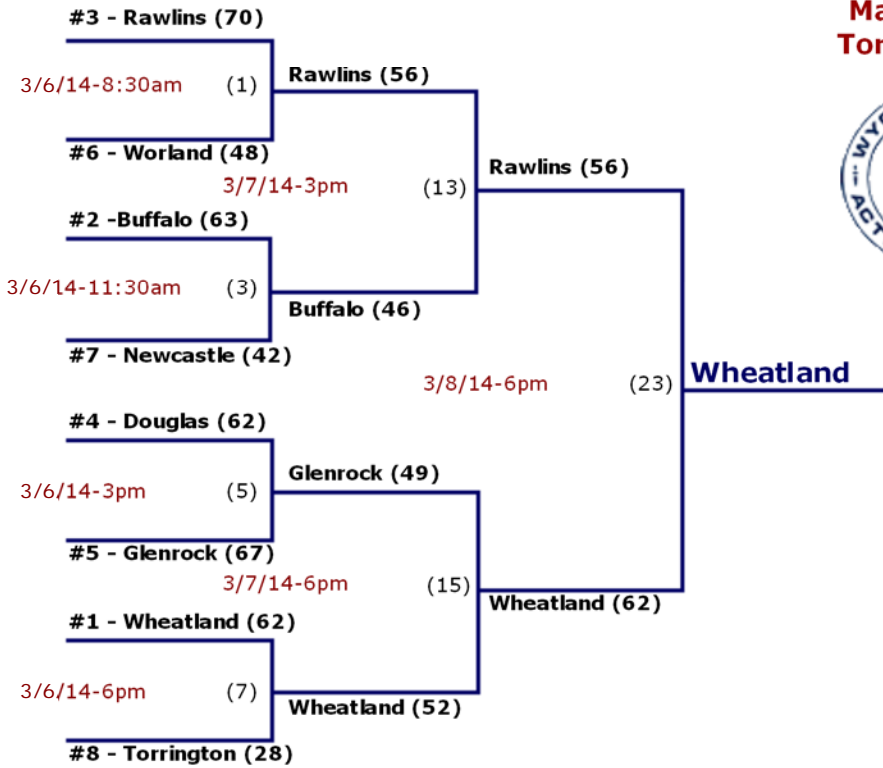 #3 - Rawlins (70)
3/6/14-8:30am (1)
#6 - Worland (48)
Rawlins (56)
3/7/14-3pm (13)
#2 -Buffalo (63)
3/6/14-11:30am (3)
#7 - Newcastle (42)
Buffalo (46)
Rawlins (56)
3/8/14-6pm (23)
Wheatland
#4 - Douglas (62)
3/6/14-3pm (5)
#5 - Glenrock (67)
Glenrock (49)
3/7/14-6pm (15)
Wheatland (62)
#1 - Wheatland (62)
3/6/14-6pm (7)
#8 - Torrington (28)
Wheatland (52)